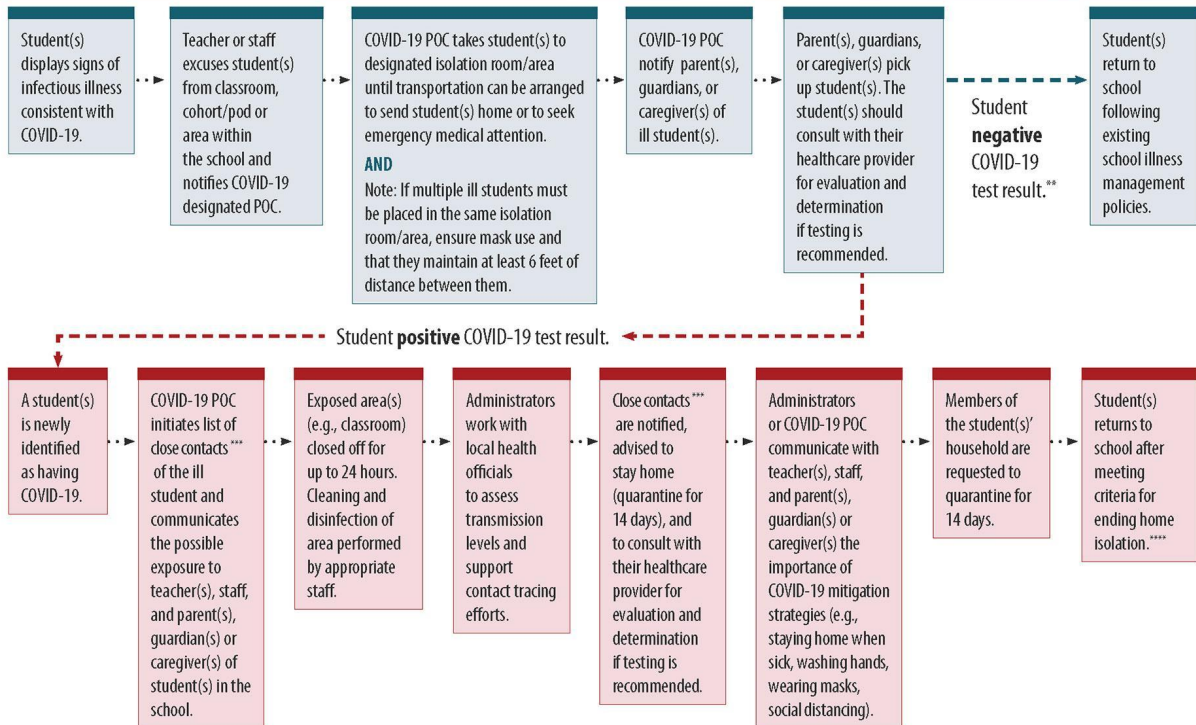 Student(s)
displays signs of
infectious illness
consistent with
COVID-19.
Teacher or staff
excuses student(s)
from classroom,
cohort/pod or
area within
the school and
notifies COVID-19
designated POC.
COVID-19 POC takes student(s) to
designated isolation room/area
until transportation can be arranged
to send student(s) home or to seek
emergency medical attention.
AND
Note: If multiple ill students must
be placed in the same isolation
room/area, ensure mask use and
that they maintain at least 6 feet of
distance between them.
COVID-19 POC
notify parent(s),
guardians, or
caregiver(s) of
ill student(s).
Parent(s), guardians,
or caregiver(s) pick
up student(s). The
student(s) should
consult with their
healthcare provider
for evaluation and
determination
if testing is
recommended.
Student
negative
COVID-19
test result.**
Student(s)
return to
school
following
existing
school illness
management
policies.
Student positive COVID-19 test result.
A student(s)
is newly
identified
as having
COVID-19.
COVID-19 POC
initiates list of
close contacts***
of the ill
student and
communicates
the possible
exposure to
teacher(s), staff,
and parent(s),
guardian(s) or
caregiver(s) of
student(s) in the
school.
Exposed area(s)
(e.g., classroom)
closed off for
up to 24 hours.
Cleaning and
disinfection of
area performed
by appropriate
staff.
Administrators
work with
local health
officials
to assess
transmission
levels and
support
contact tracing
efforts.
Close contacts***
are notified,
advised to
stay home
(quarantine for
14 days), and
to consult with
their healthcare
provider for
evaluation and
determination
if testing is
recommended.
Administrators
or COVID-19 POC
communicate with
teacher(s), staff,
and parent(s),
guardian(s) or
caregiver(s) the
importance of
COVID-19 mitigation
strategies (e.g.,
staying home when
sick, washing hands,
wearing masks,
social distancing).
Members of
the student(s)’
household are
requested to
quarantine for
14 days.
Student(s)
returns to
school after
meeting
criteria for
ending home
isolation.****